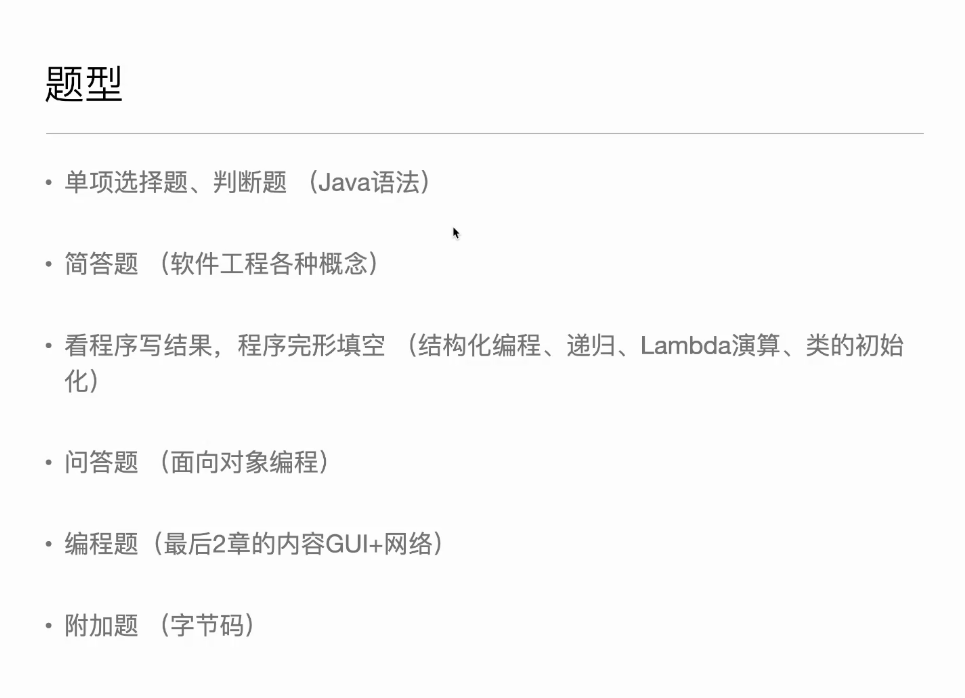 题型
• 单项选择题、判断题 （Java语法）
• 简答题 （软件工程各种概念）
• 看程序写结果，程序完形填空 （结构化编程、递归、Lambda演算、类的初始
化）
• 问答题 （面向对象编程）
• 编程题（最后2章的内容GUI+网络）
• 附加题 （字节码）